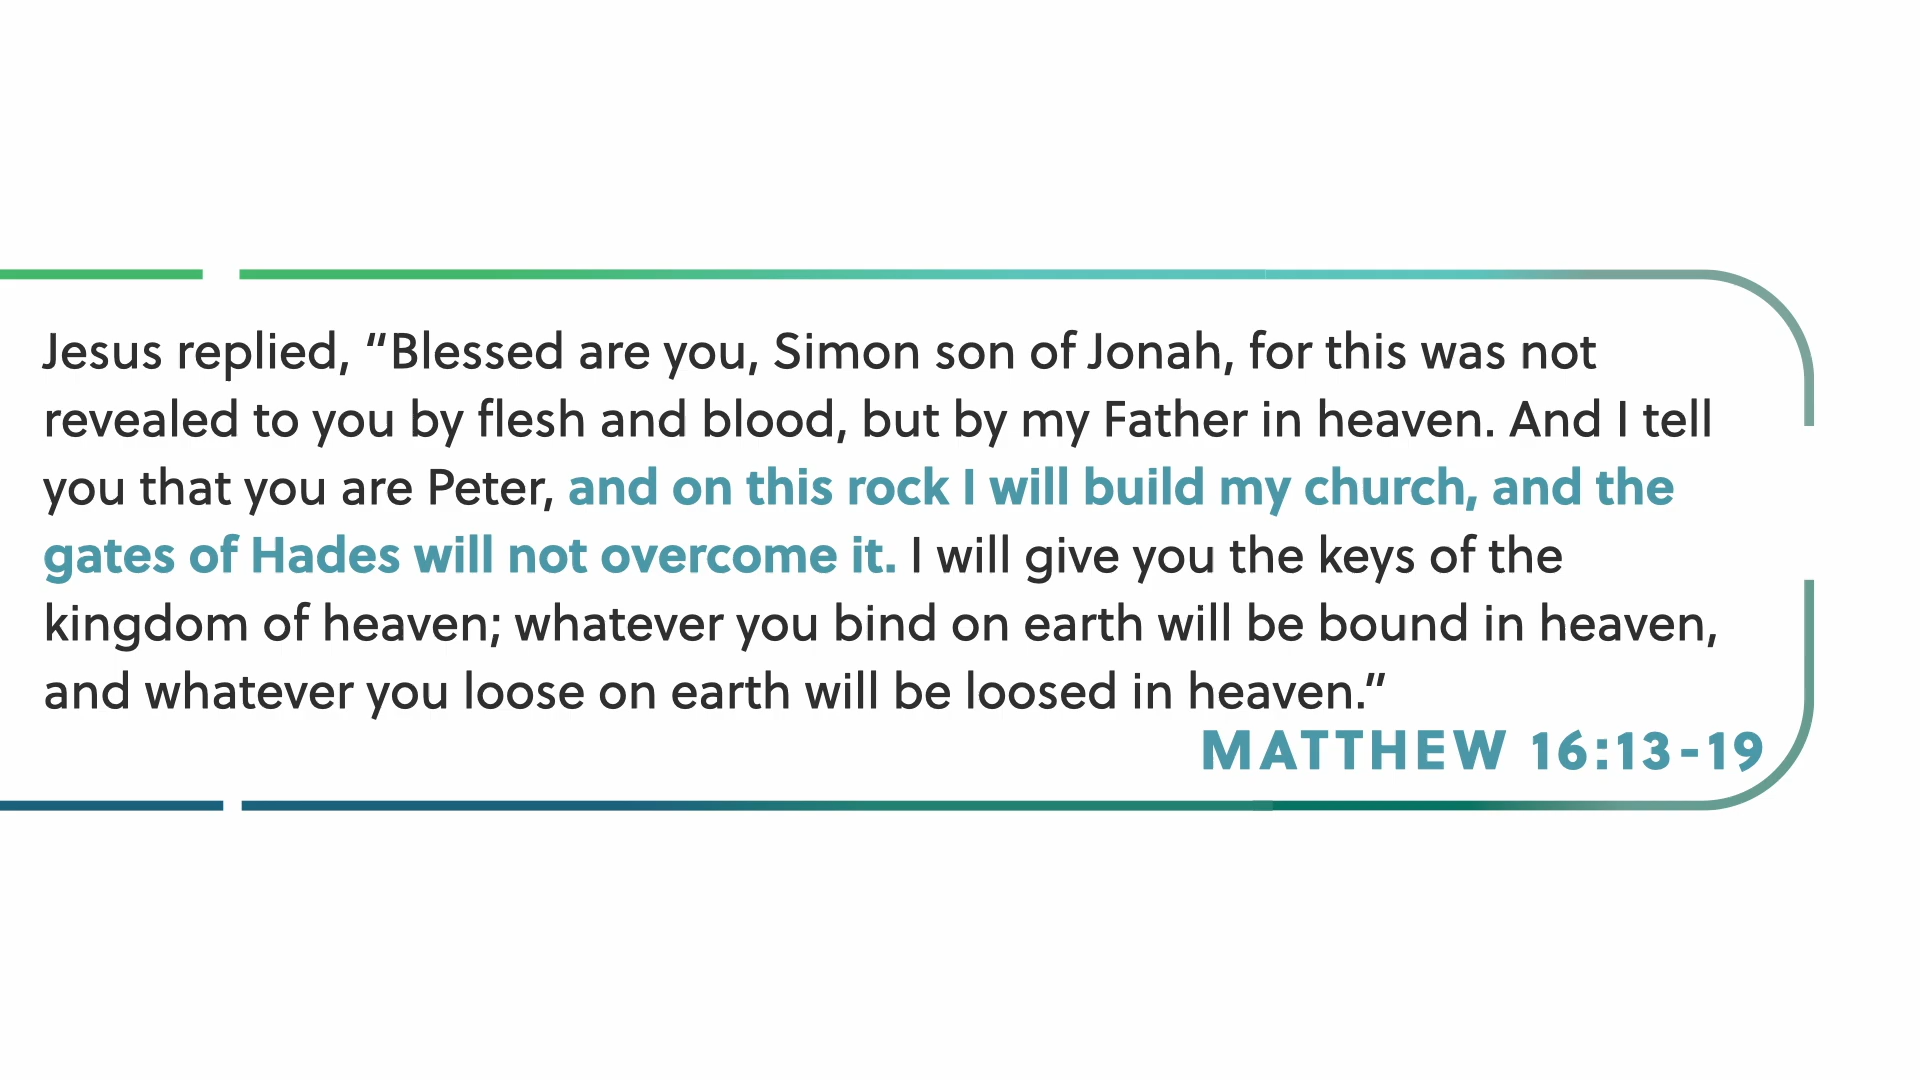 Jesus replied, “Blessed are you, Simon son of Jonah, for this was not
revealed to you by flesh and blood, but by my Father in heaven. And I tell
you that you are Peter, and on this rock I will build my church, and the
gates of Hades will not overcome it. I will give you the keys of the
kingdom of heaven; whatever you bind on earth will be bound in heaven,
and whatever you loose on earth will be loosed in heaven.”
MATTHEW 16:13-19